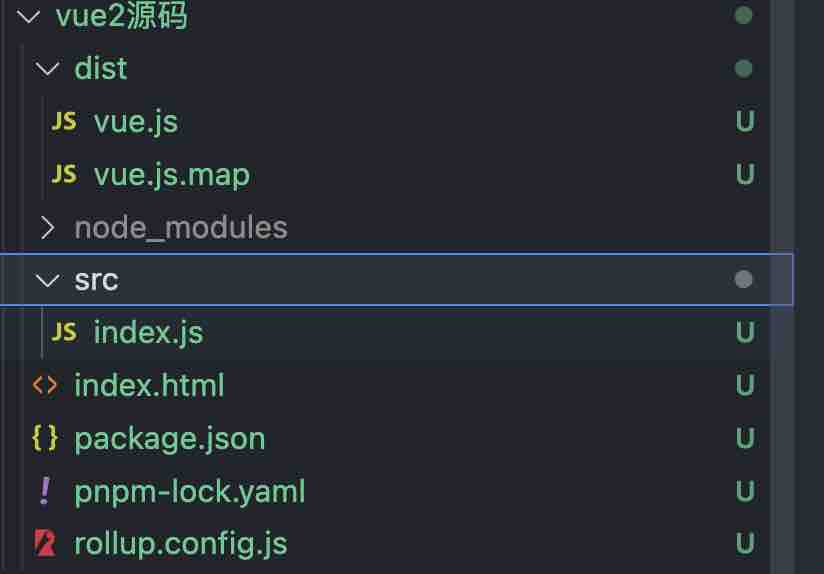 vue2源码
dist
JS vue.js U
JS vue.js.map U
node_modules
src
JS index.js U
<> index.html U
{} package.json U
! pnpm-lock.yaml U
rollup.config.js U